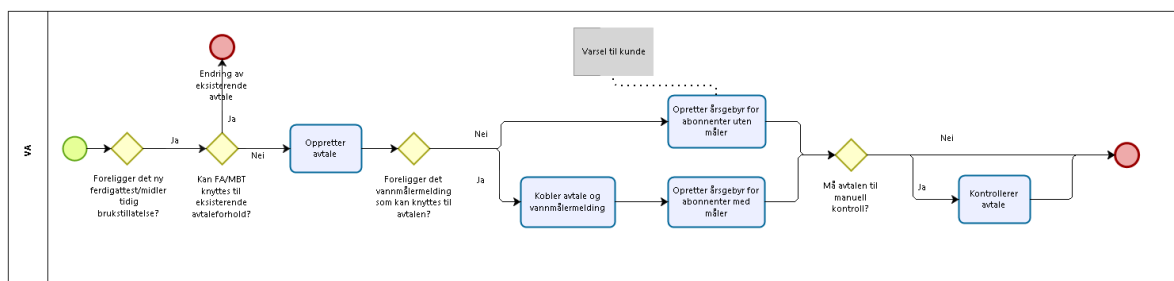 VA
Foreligger det ny
ferdigattest/midler
tidig
brukstillatelse?
Ja
Endring av
eksisterende
avtale
Ja
Nei
Kan FA/MBT
knyttes til
eksisterende
avtaleforhold?
Oppretter
avtale
Foreligger det
vannmålermelding
som kan knyttes til
avtalen?
Nei
Ja
Varsel til kunde
Opretter årsgebyr for
abonnenter uten
måler
Kobler avtale og
vannmålermelding
Opretter årsgebyr for
abonnenter med
måler
Må avtalen til
manuell
kontroll?
Nei
Ja
Kontrollerer
avtale